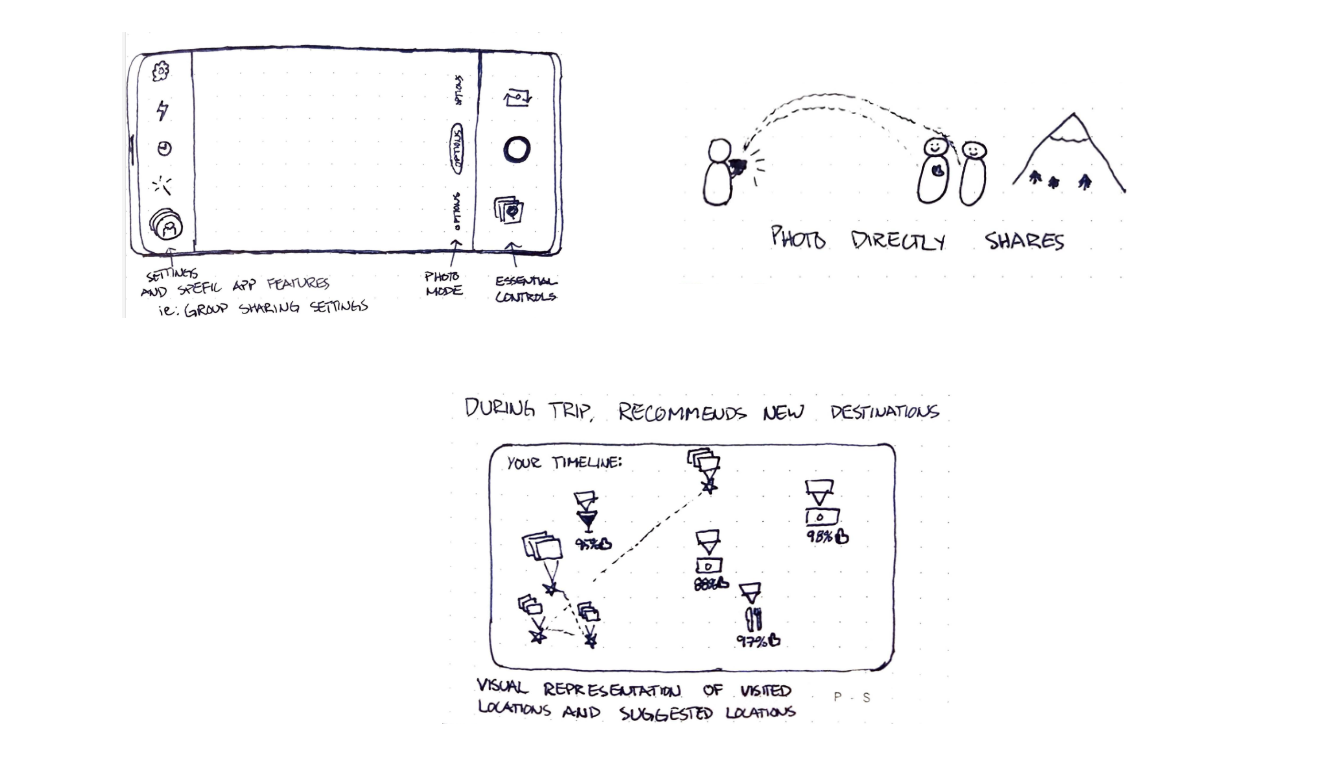 OPTIONS
OPTIONS
OPTIONS
SETTINGS
AND SPEFIC APP FEATURES
ie: GROUP SHARING SETTINGS
PHOTO
MODE
ESSENTIAL
CONTROLS
PHOTO DIRECTLY SHARES
DURING TRIP, RECOMMENDS NEW DESTINATIONS
YOUR TIMELINE:
95%
98%
88%
97%
VISUAL REPRESENTATION OF VISITED
LOCATIONS AND SUGGESTED LOCATIONS
P - S